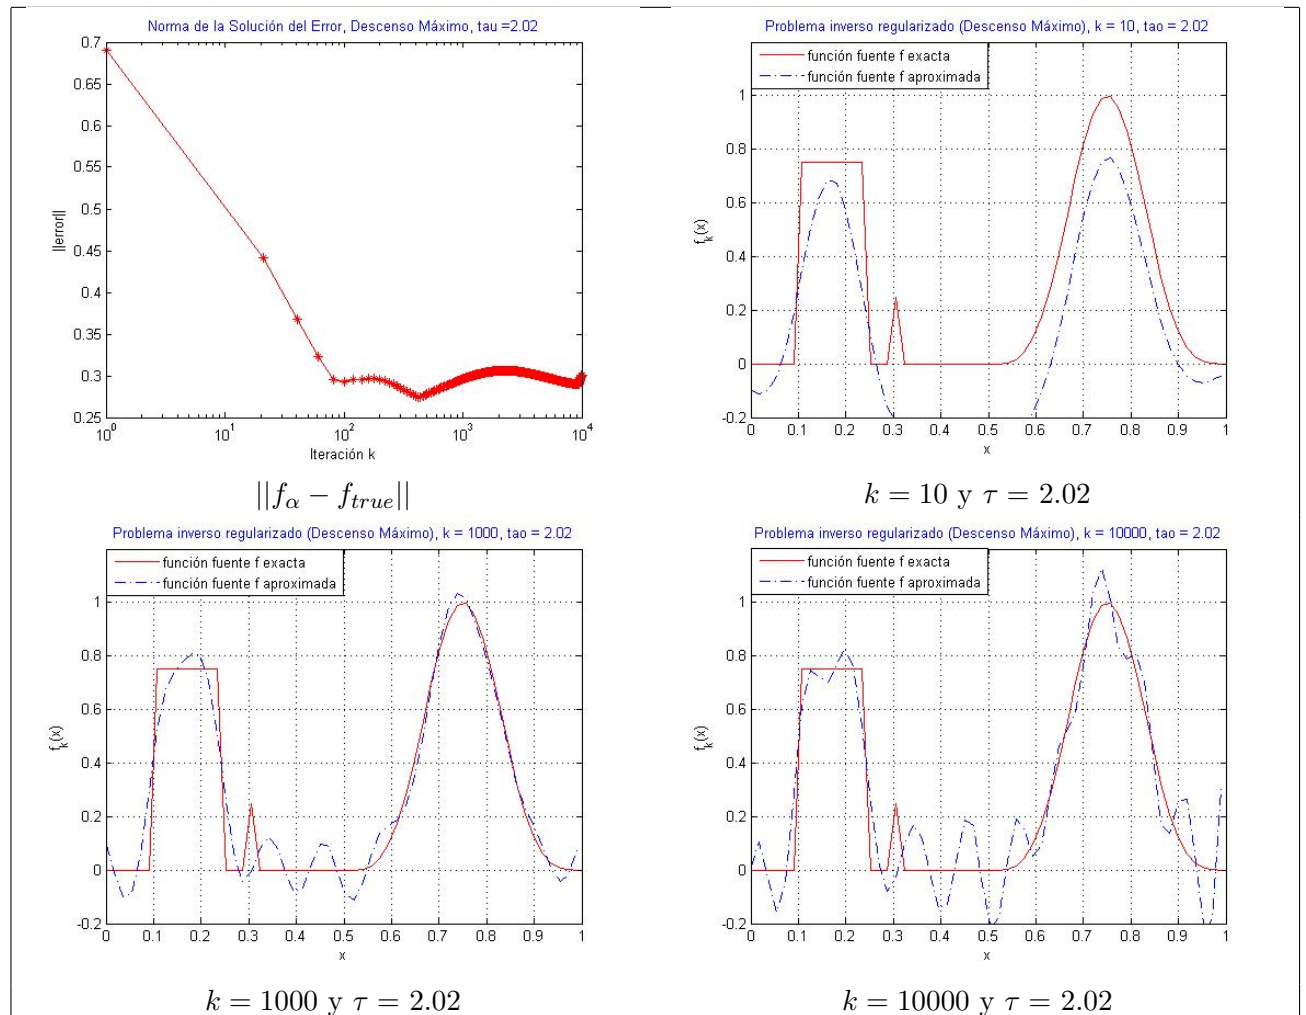 Norma de la Solución del Error, Descenso Máximo, tau =2.02
0.7
0.65
0.6
0.55
0.5
0.45
0.4
0.35
0.3
0.25
||error||
10^0 10^1 10^2 10^3 10^4
Iteración k
||f_α − f_{true}||
Problema inverso regularizado (Descenso Máximo), k = 10, tao = 2.02
función fuente f exacta
función fuente f aproximada
1
0.8
0.6
0.4
0.2
0
-0.2
f_k(x)
0 0.1 0.2 0.3 0.4 0.5 0.6 0.7 0.8 0.9 1
x
k = 10 y τ = 2.02
Problema inverso regularizado (Descenso Máximo), k = 1000, tao = 2.02
función fuente f exacta
función fuente f aproximada
1
0.8
0.6
0.4
0.2
0
-0.2
f_k(x)
0 0.1 0.2 0.3 0.4 0.5 0.6 0.7 0.8 0.9 1
x
k = 1000 y τ = 2.02
Problema inverso regularizado (Descenso Máximo), k = 10000, tao = 2.02
función fuente f exacta
función fuente f aproximada
1
0.8
0.6
0.4
0.2
0
-0.2
f_k(x)
0 0.1 0.2 0.3 0.4 0.5 0.6 0.7 0.8 0.9 1
x
k = 10000 y τ = 2.02